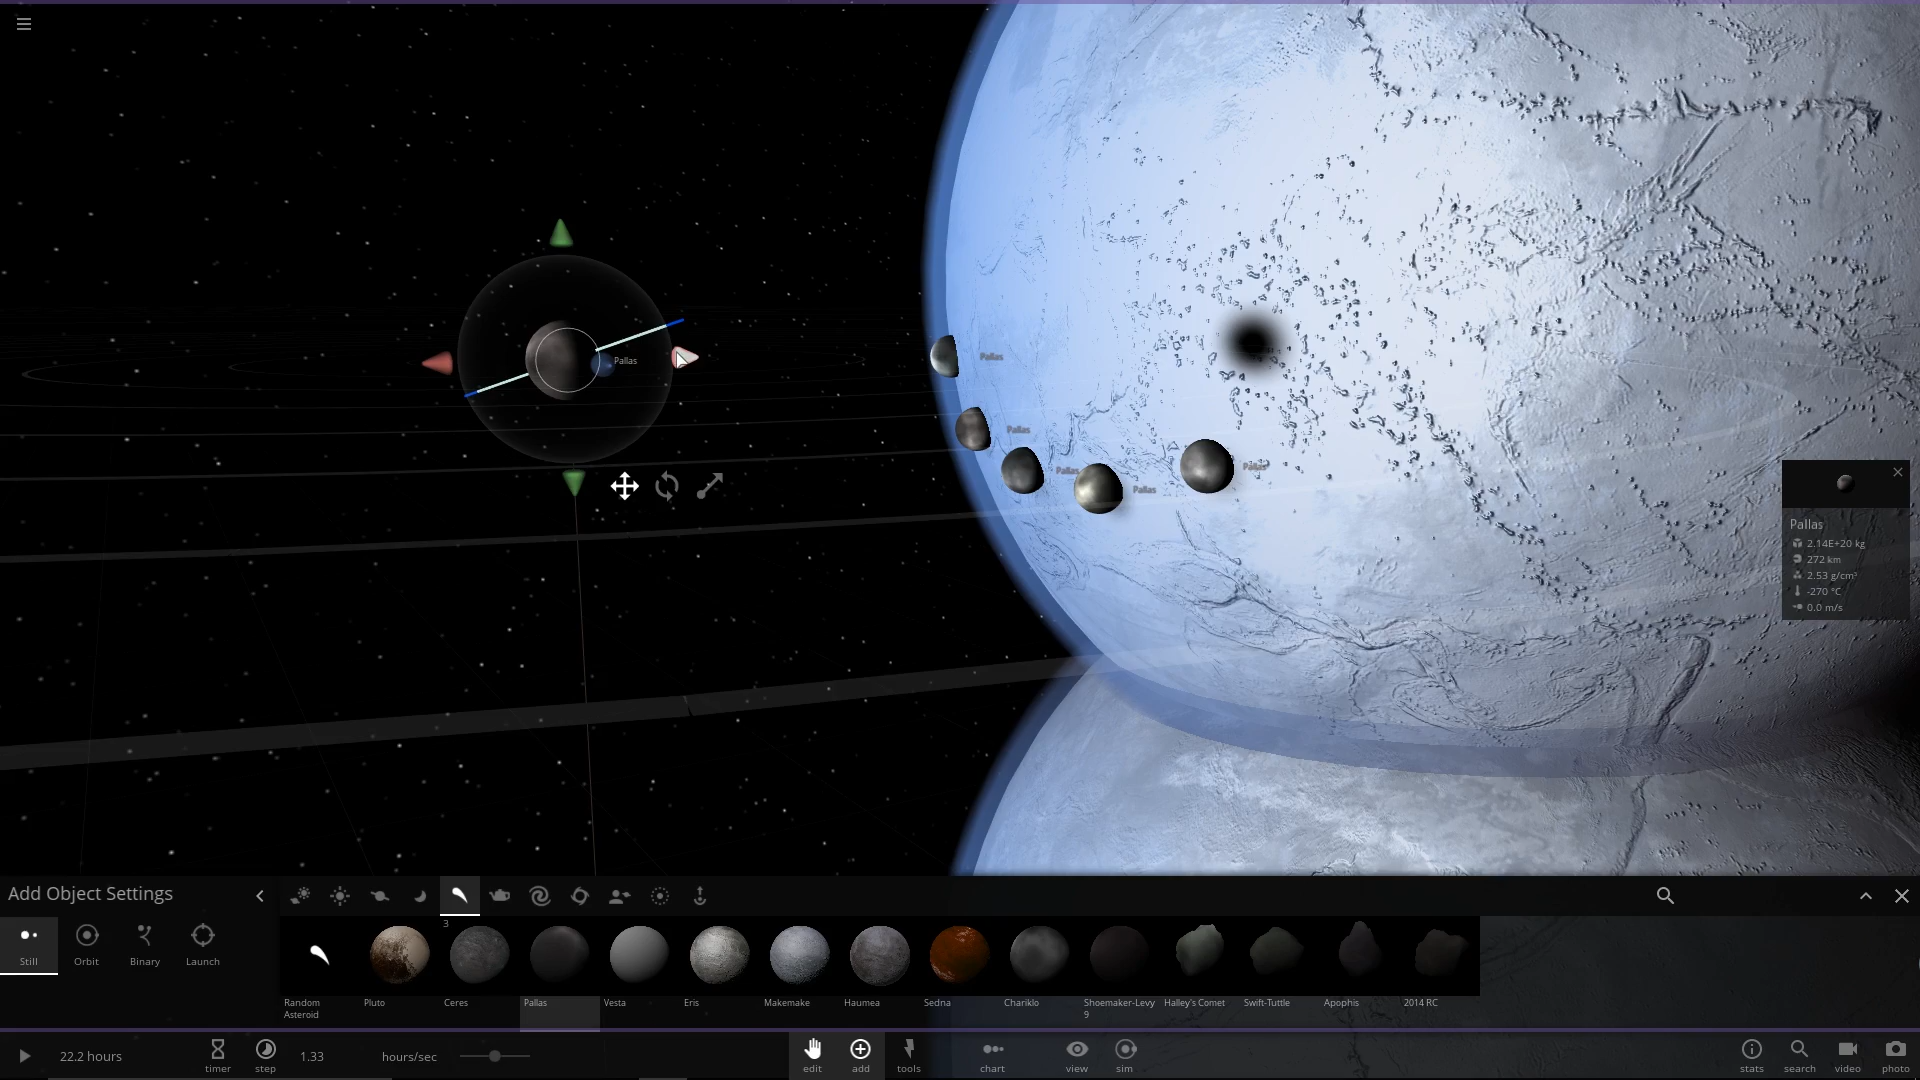 Pallas
Pallas
Pallas
Pallas
Pallas
Pallas
Pallas
2.14E+20 kg
272 km
2.53 g/cm³
-270 °C
0.0 m/s
Add Object Settings
Still
Orbit
Binary
Launch
3
Random Asteroid
Pluto
Ceres
Pallas
Vesta
Eris
Makemake
Haumea
Sedna
Chariklo
Shoemaker-Levy 9
Halley's Comet
Swift-Tuttle
Apophis
2014 RC
22.2 hours
timer
step
1.33
hours/sec
edit
add
tools
chart
view
sim
stats
search
video
photo